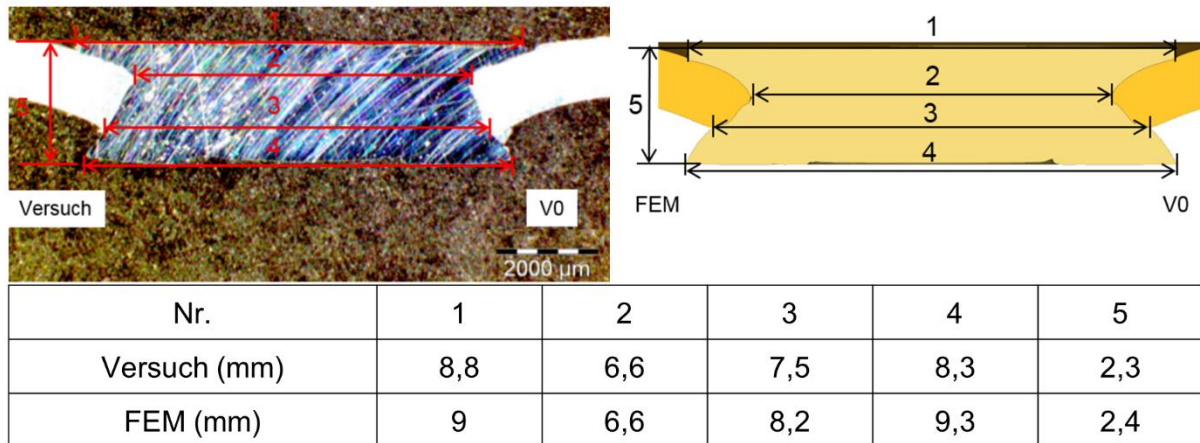 1
2
3
4
5
Versuch
V0
2000 µm
1
2
3
4
5
FEM
V0
Nr. 1 2 3 4 5
Versuch (mm) 8,8 6,6 7,5 8,3 2,3
FEM (mm) 9 6,6 8,2 9,3 2,4